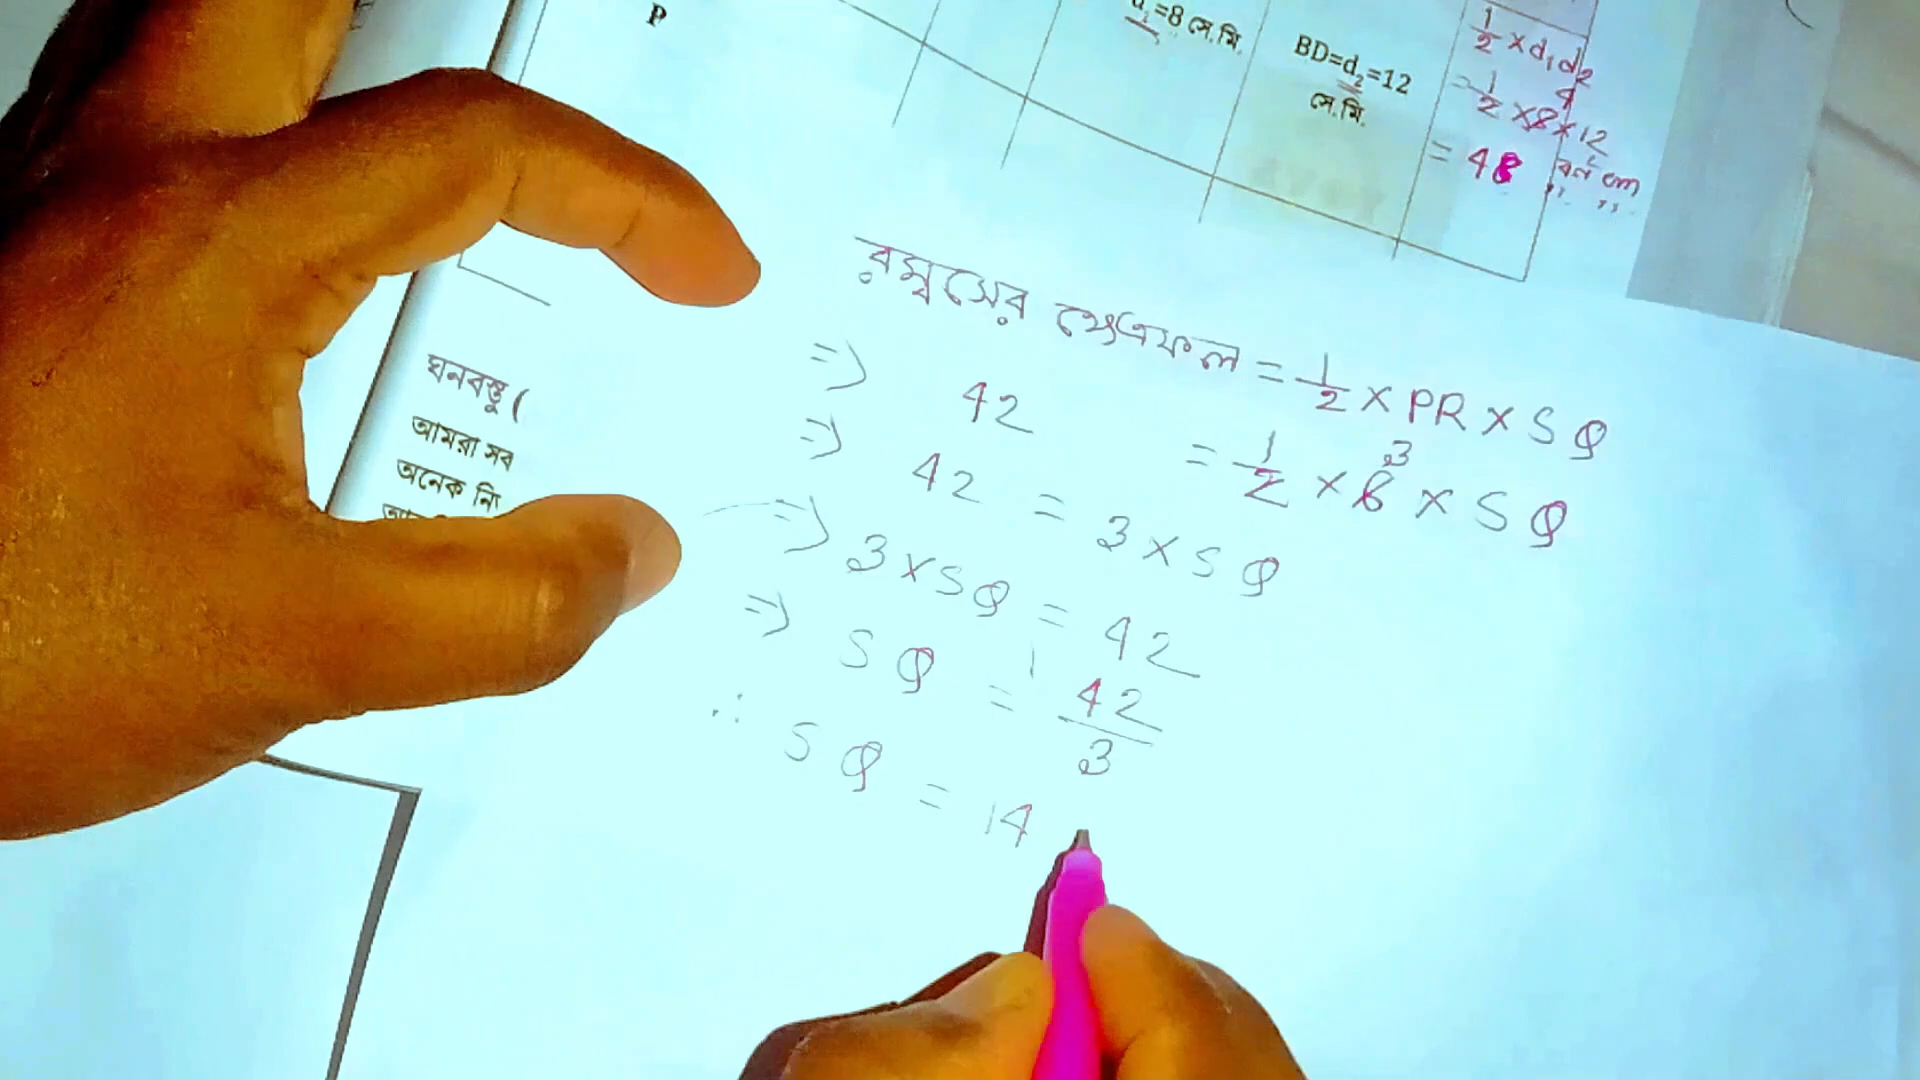 P
d₁=8 সে.মি.
BD=d₂=12
সে.মি.
1/2 × d₁d₂
= 1/2 × 8 × 12
4
= 48 বর্গ cm
রম্বসের ক্ষেত্রফল = 1/2 × PR × SQ
=> 42 = 1/2 × 6 × SQ
3
=> 42 = 3 × SQ
=> 3 × SQ = 42
=> SQ = 42/3
∴ SQ = 14
ঘনবস্তু (
আমরা সব
অনেক